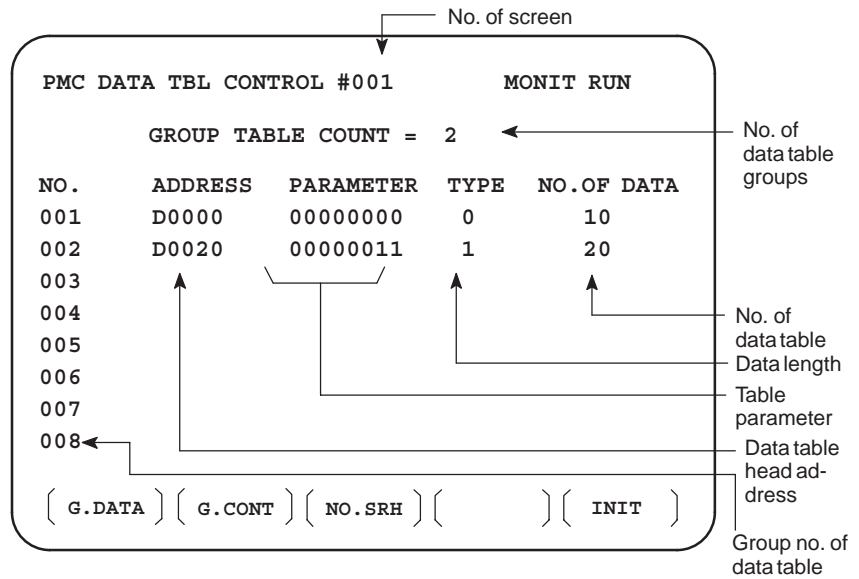 No. of screen
PMC DATA TBL CONTROL #001 MONIT RUN
GROUP TABLE COUNT = 2
No. of
data table
groups
NO. ADDRESS PARAMETER TYPE NO.OF DATA
001 D0000 00000000 0 10
002 D0020 00000011 1 20
003
004
005
006
007
008
No. of
data table
Data length
Table
parameter
Data table
head ad-
dress
G.DATA G.CONT NO.SRH INIT
Group no. of
data table